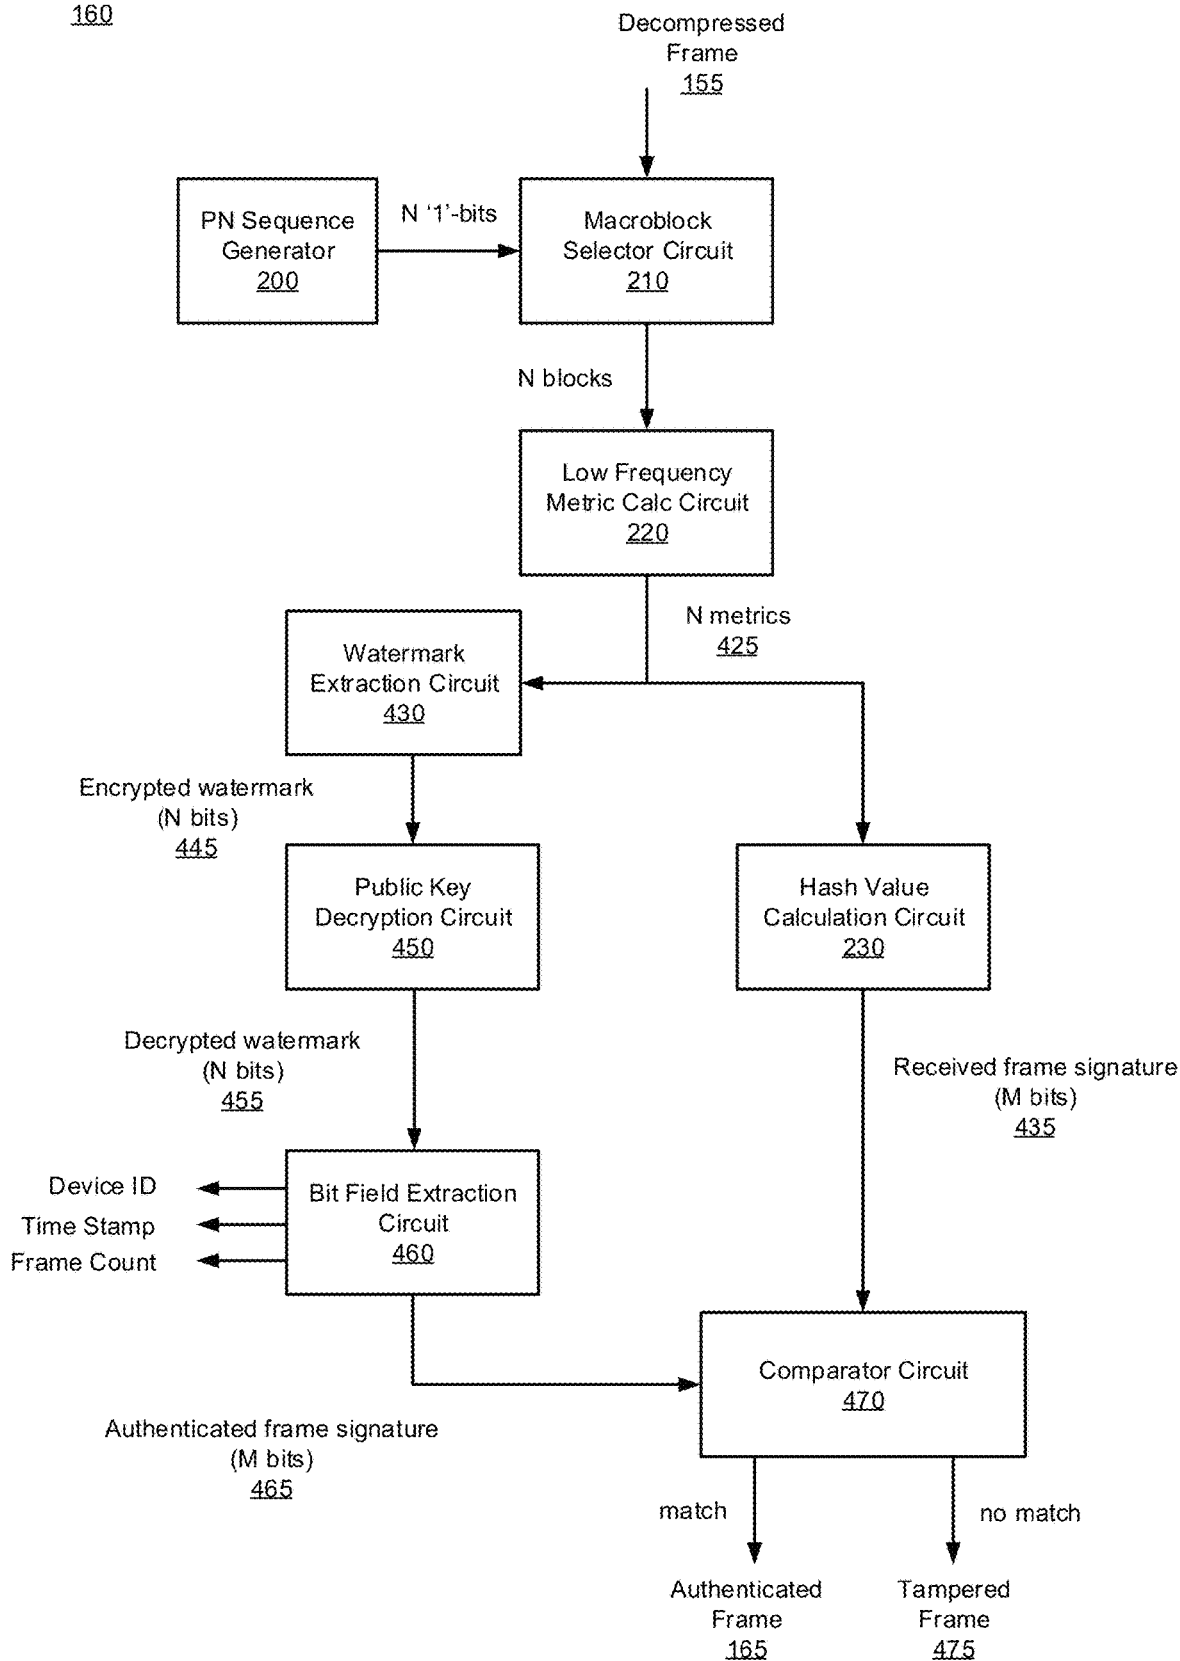 160
Decompressed
Frame
155
PN Sequence
Generator
200
N ‘1’-bits
Macroblock
Selector Circuit
210
N blocks
Low Frequency
Metric Calc Circuit
220
N metrics
425
Watermark
Extraction Circuit
430
Encrypted watermark
(N bits)
445
Public Key
Decryption Circuit
450
Hash Value
Calculation Circuit
230
Decrypted watermark
(N bits)
455
Received frame signature
(M bits)
435
Device ID
Time Stamp
Frame Count
Bit Field Extraction
Circuit
460
Comparator Circuit
470
Authenticated frame signature
(M bits)
465
match
no match
Authenticated
Frame
165
Tampered
Frame
475